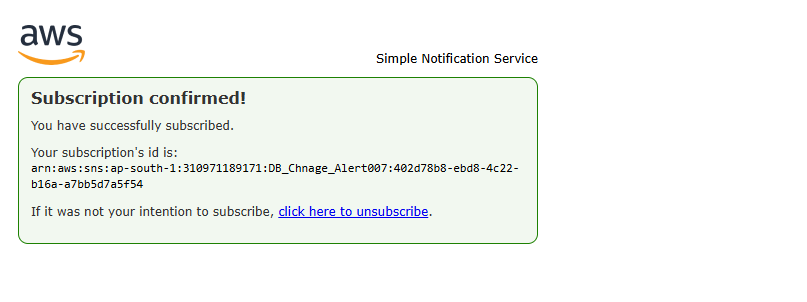 aws
Simple Notification Service
Subscription confirmed!
You have successfully subscribed.
Your subscription's id is:
arn:aws:sns:ap-south-1:310971189171:DB_Chnage_Alert007:402d78b8-ebd8-4c22-
b16a-a7bb5d7a5f54
If it was not your intention to subscribe, click here to unsubscribe.